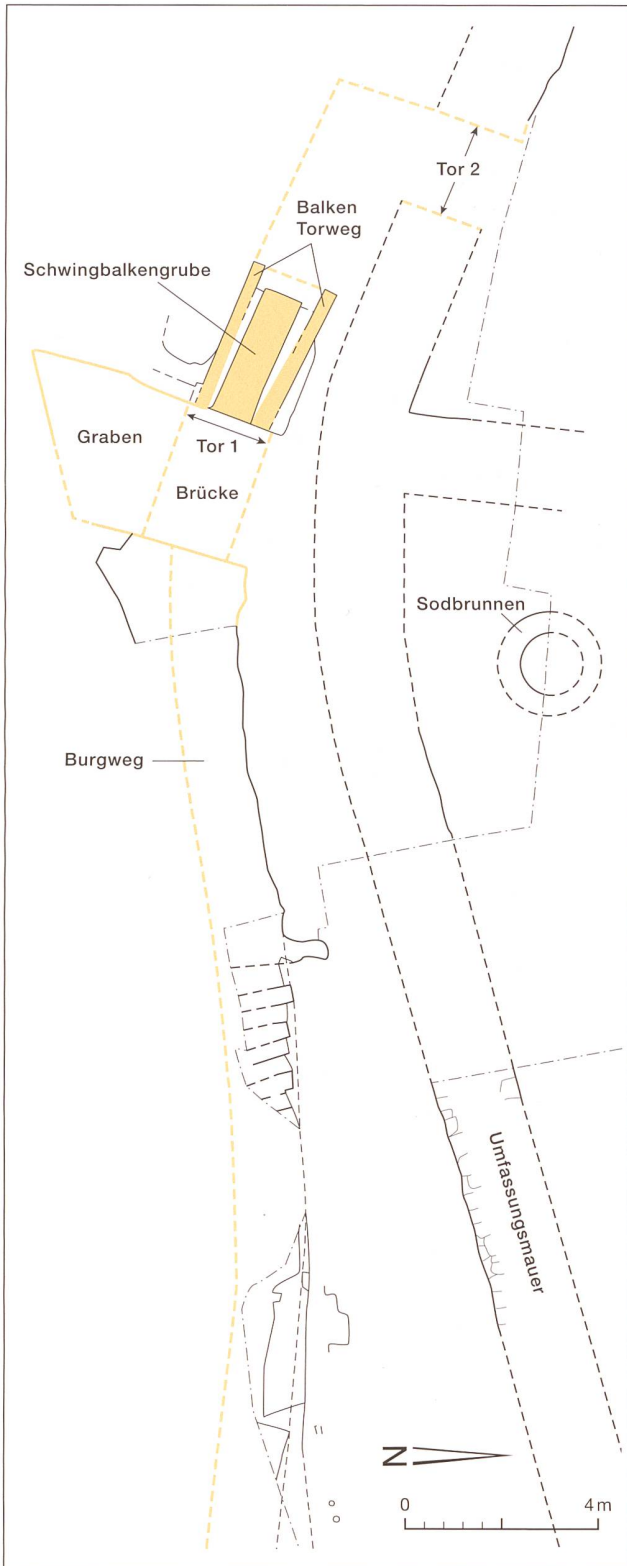 Tor 2
Balken
Torweg
Schwingbalkengrube
Graben
Tor 1
Brücke
Sodbrunnen
Burgweg
Umfassungsmauer
N
0 4 m